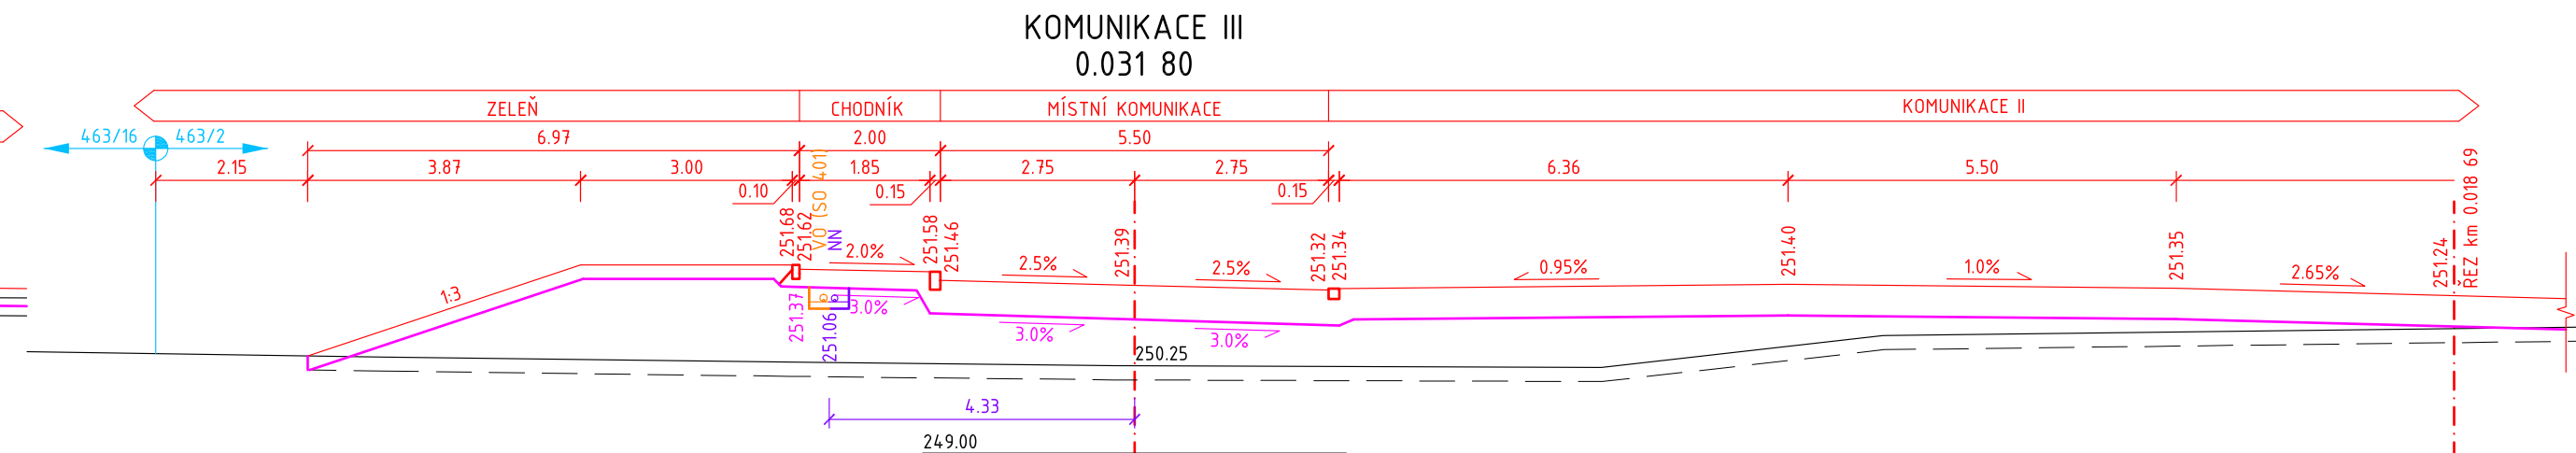 KOMUNIKACE III
0.031 80
ZELEŇ CHODNÍK MÍSTNÍ KOMUNIKACE KOMUNIKACE II
463/16 463/2 6.97 2.00 5.50
2.15 3.87 3.00 1.85 2.75 2.75 6.36 5.50
0.10 0.15 0.15
VO (SO 401)
NN
251.68
251.62
251.58
251.46
251.39
251.32
251.34
251.40
251.35
251.24
ŘEZ km 0.018 69
1:3 2.0% 2.5% 2.5% 0.95% 1.0% 2.65%
251.37
251.06
3.0% 3.0% 3.0%
250.25
4.33
249.00